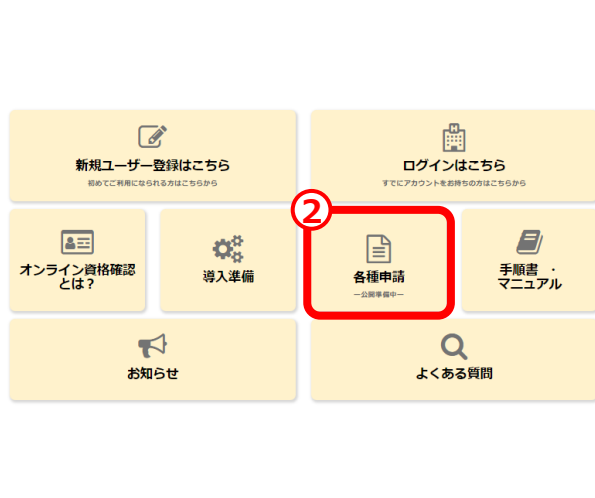 新規ユーザー登録はこちら
初めてご利用になられる方はこちらから
ログインはこちら
すでにアカウントをお持ちの方はこちらから
オンライン資格確認
とは？
導入準備
②
各種申請
ー公開準備中ー
手順書　・
マニュアル
お知らせ
よくある質問